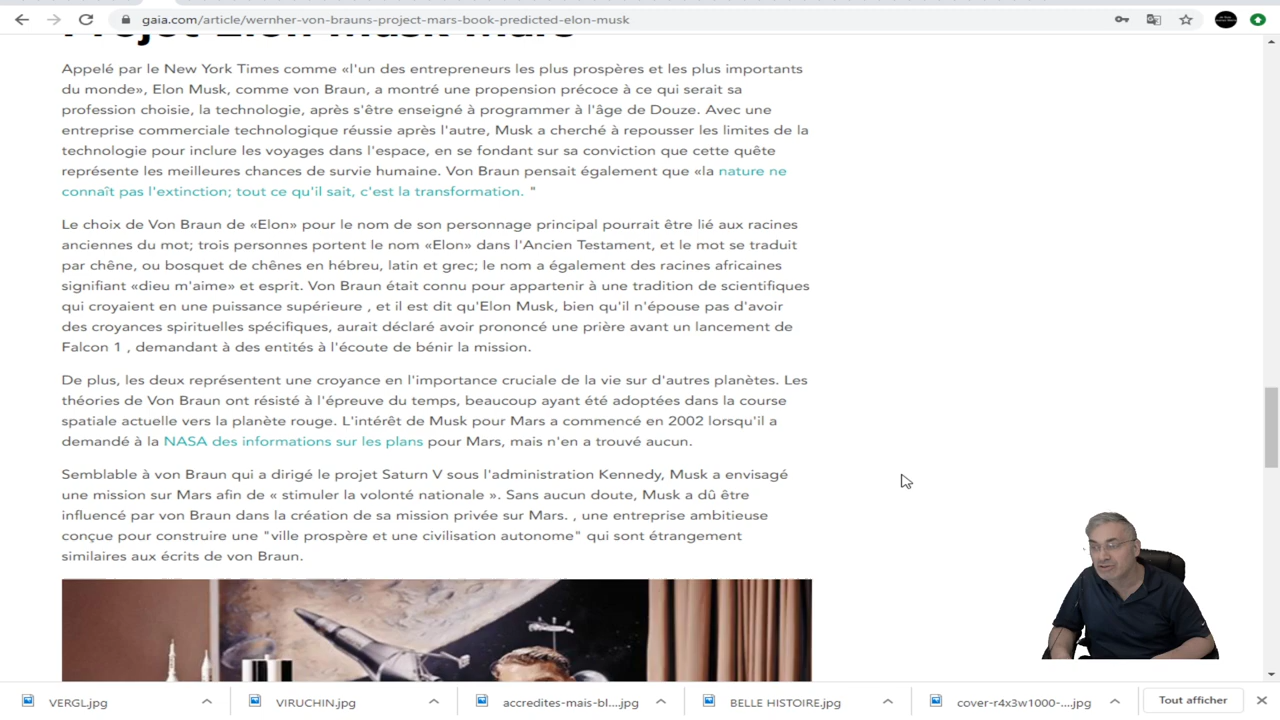 gaia.com/article/wernher-von-brauns-project-mars-book-predicted-elon-musk
Projet Elon Musk Mars
Appelé par le New York Times comme «l'un des entrepreneurs les plus prospères et les plus importants
du monde», Elon Musk, comme von Braun, a montré une propension précoce à ce qui serait sa
profession choisie, la technologie, après s'être enseigné à programmer à l'âge de Douze. Avec une
entreprise commerciale technologique réussie après l'autre, Musk a cherché à repousser les limites de la
technologie pour inclure les voyages dans l'espace, en se fondant sur sa conviction que cette quête
représente les meilleures chances de survie humaine. Von Braun pensait également que «la nature ne
connaît pas l'extinction; tout ce qu'il sait, c'est la transformation. "
Le choix de Von Braun de «Elon» pour le nom de son personnage principal pourrait être lié aux racines
anciennes du mot; trois personnes portent le nom «Elon» dans l'Ancien Testament, et le mot se traduit
par chêne, ou bosquet de chênes en hébreu, latin et grec; le nom a également des racines africaines
signifiant «dieu m'aime» et esprit. Von Braun était connu pour appartenir à une tradition de scientifiques
qui croyaient en une puissance supérieure , et il est dit qu'Elon Musk, bien qu'il n'épouse pas d'avoir
des croyances spirituelles spécifiques, aurait déclaré avoir prononcé une prière avant un lancement de
Falcon 1 , demandant à des entités à l'écoute de bénir la mission.
De plus, les deux représentent une croyance en l'importance cruciale de la vie sur d'autres planètes. Les
théories de Von Braun ont résisté à l'épreuve du temps, beaucoup ayant été adoptées dans la course
spatiale actuelle vers la planète rouge. L'intérêt de Musk pour Mars a commencé en 2002 lorsqu'il a
demandé à la NASA des informations sur les plans pour Mars, mais n'en a trouvé aucun.
Semblable à von Braun qui a dirigé le projet Saturn V sous l'administration Kennedy, Musk a envisagé
une mission sur Mars afin de « stimuler la volonté nationale ». Sans aucun doute, Musk a dû être
influencé par von Braun dans la création de sa mission privée sur Mars. , une entreprise ambitieuse
conçue pour construire une "ville prospère et une civilisation autonome" qui sont étrangement
similaires aux écrits de von Braun.
VERGL.jpg
VIRUCHIN.jpg
accredites-mais-bl....jpg
BELLE HISTOIRE.jpg
cover-r4x3w1000-....jpg
Tout afficher